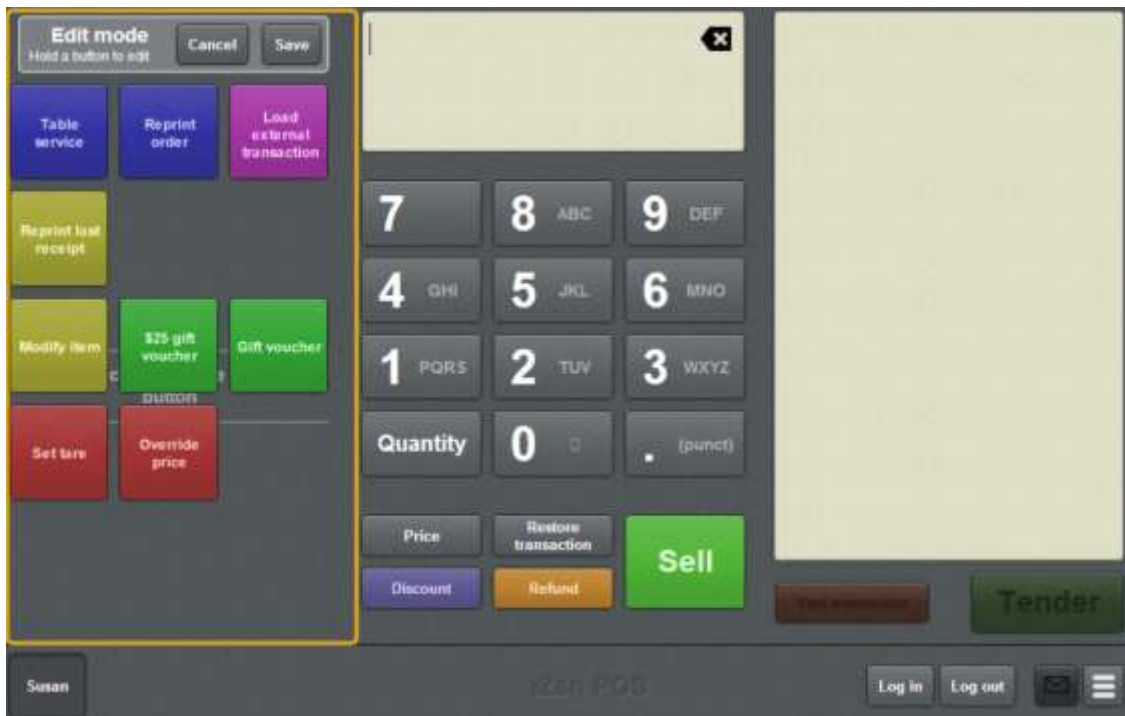 Edit mode
Hold a button to edit
Cancel
Save
Table
service
Reprint
order
Load
external
transaction
Reprint last
receipt
Modify item
$25 gift
voucher
Gift voucher
button
Set tare
Override
price
7
8 ABC
9 DEF
4 GHI
5 JKL
6 MNO
1 PQRS
2 TUV
3 WXYZ
Quantity
0
. (punct)
Price
Restore
transaction
Discount
Refund
Sell
Tender
Susan
POS
Log in
Log out